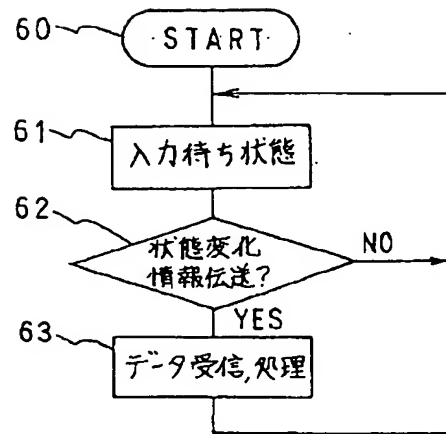 60
START
61
入力待ち状態
62
状態変化
情報伝送?
NO
YES
63
データ受信,処理